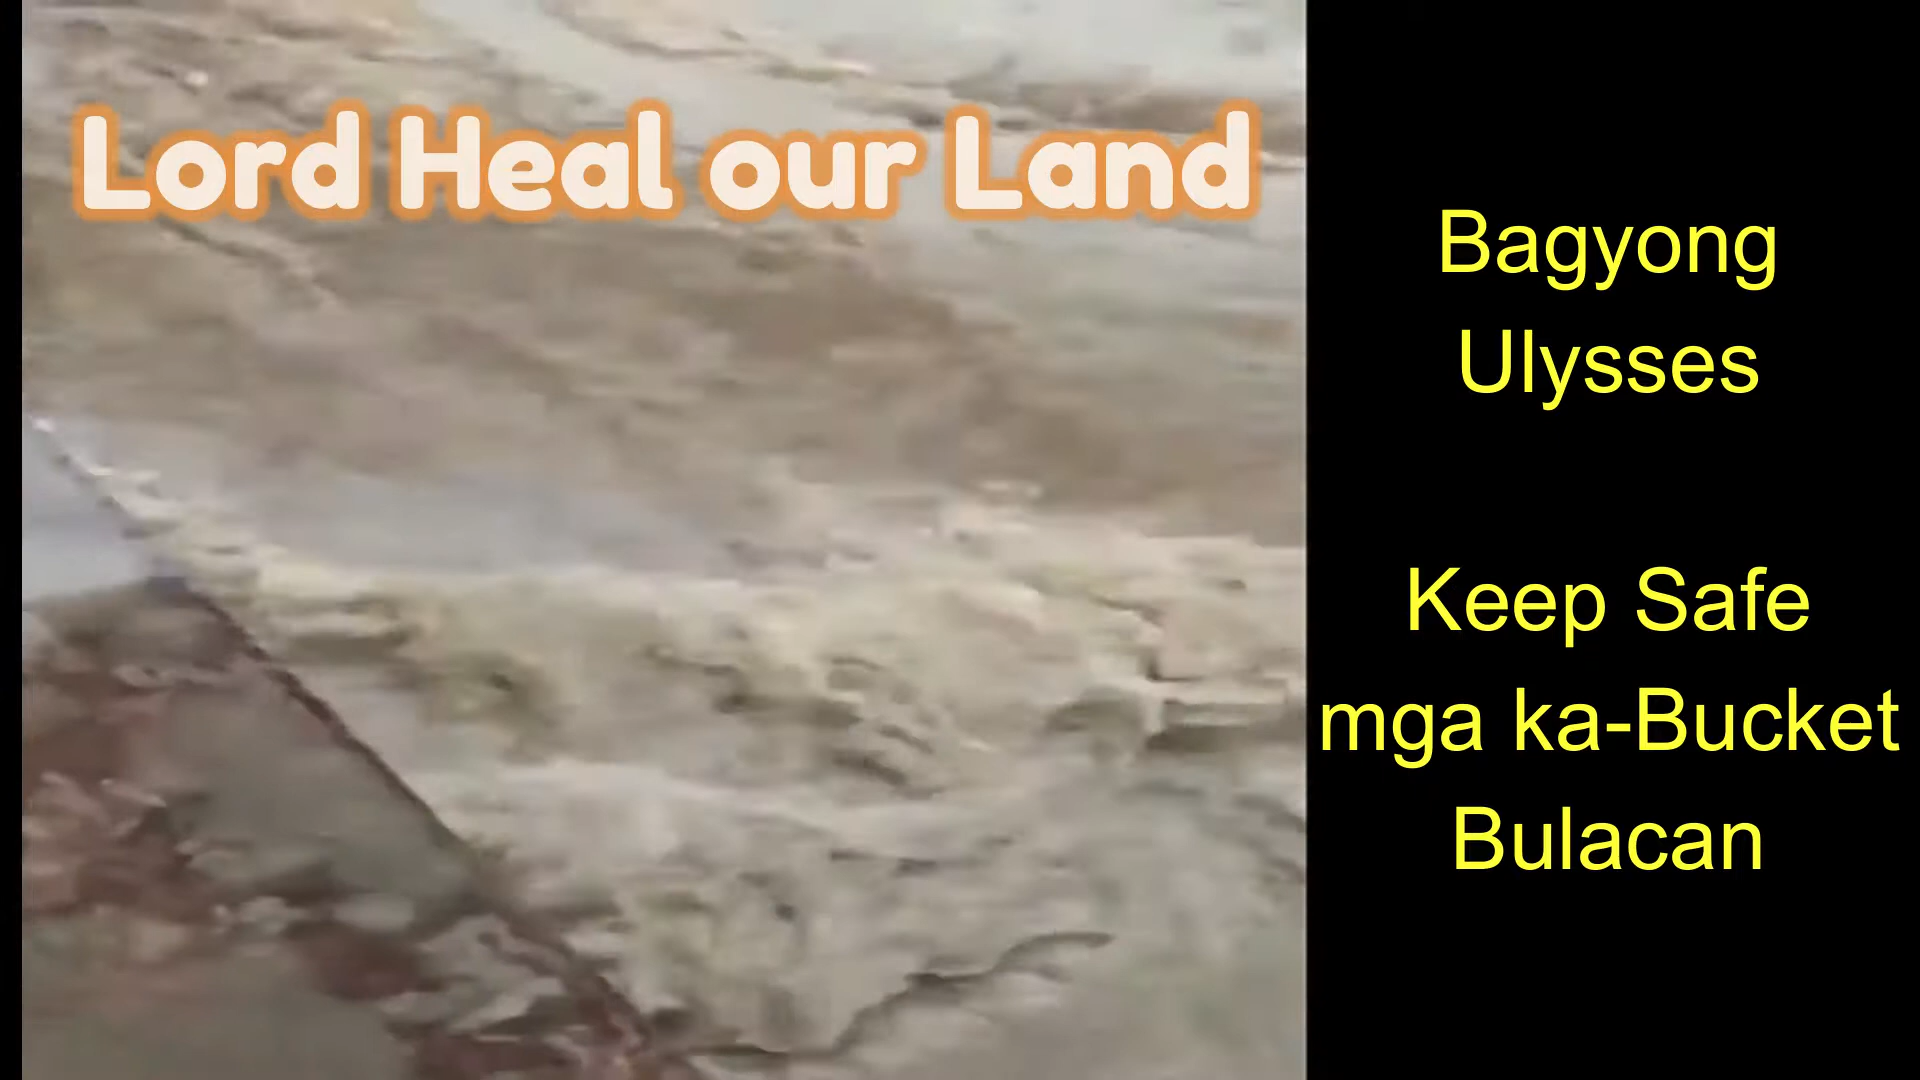 Lord Heal our Land
Bagyong
Ulysses
Keep Safe
mga ka-Bucket
Bulacan